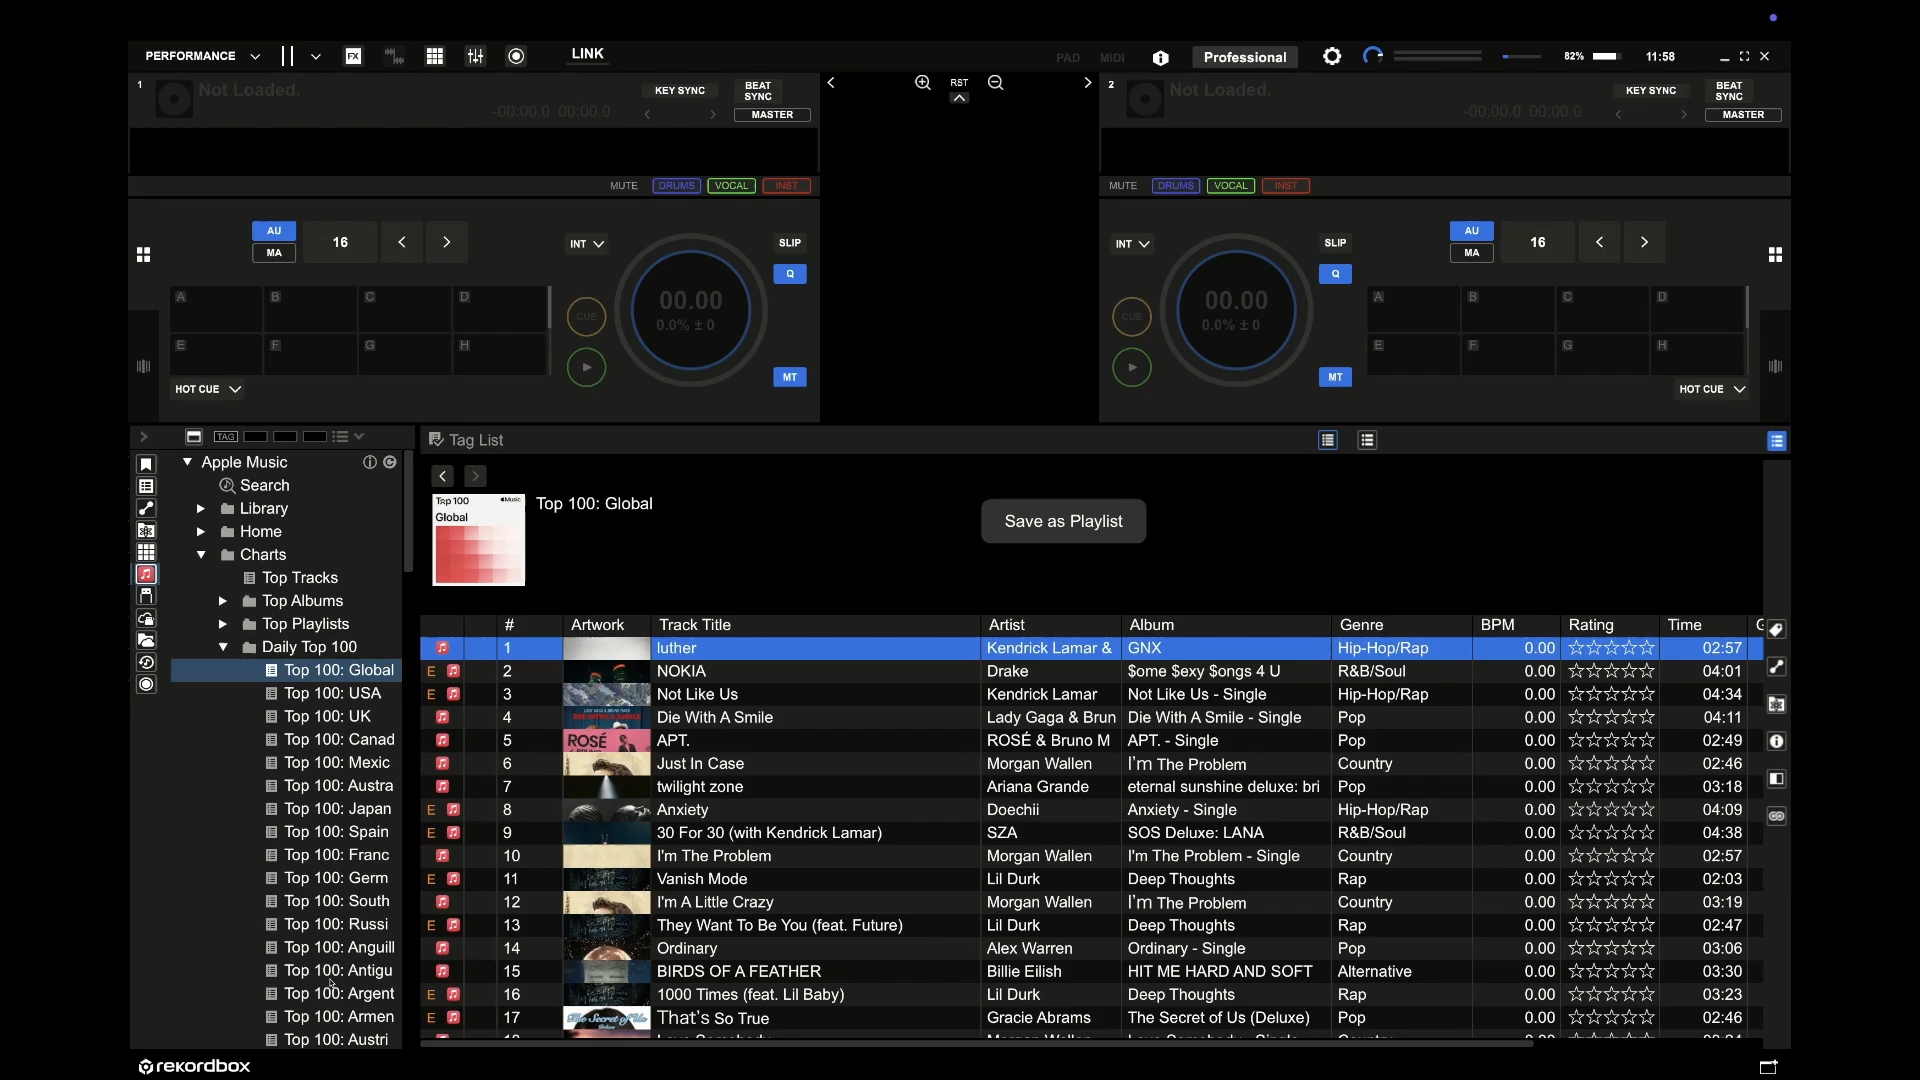 PERFORMANCE FX LINK PAD MIDI Professional 82% 11:58
1 Not Loaded. -00:00.0 00:00.0 KEY SYNC BEAT SYNC MASTER
RST
2 Not Loaded. -00:00.0 00:00.0 KEY SYNC BEAT SYNC MASTER
MUTE DRUMS VOCAL INST
MUTE DRUMS VOCAL INST
AU MA 16 INT SLIP Q
A B C D
E F G H
CUE 00.00 0.0% ± 0 MT
HOT CUE
INT SLIP Q AU MA 16
CUE 00.00 0.0% ± 0 MT
A B C D
E F G H
HOT CUE
TAG
Apple Music
Search
Library
Home
Charts
Top Tracks
Top Albums
Top Playlists
Daily Top 100
Top 100: Global
Top 100: USA
Top 100: UK
Top 100: Canad
Top 100: Mexic
Top 100: Austra
Top 100: Japan
Top 100: Spain
Top 100: Franc
Top 100: Germ
Top 100: South
Top 100: Russi
Top 100: Anguill
Top 100: Antigu
Top 100: Argent
Top 100: Armen
Top 100: Austri
Tag List
Top 100 Music
Global
Top 100: Global
Save as Playlist
# Artwork Track Title Artist Album Genre BPM Rating Time
1 luther Kendrick Lamar & GNX Hip-Hop/Rap 0.00 02:57
E 2 NOKIA Drake $ome $exy $ongs 4 U R&B/Soul 0.00 04:01
E 3 Not Like Us Kendrick Lamar Not Like Us - Single Hip-Hop/Rap 0.00 04:34
4 Die With A Smile Lady Gaga & Brun Die With A Smile - Single Pop 0.00 04:11
5 ROSÉ APT. ROSÉ & Bruno M APT. - Single Pop 0.00 02:49
6 Just In Case Morgan Wallen I'm The Problem Country 0.00 02:46
7 twilight zone Ariana Grande eternal sunshine deluxe: bri Pop 0.00 03:18
E 8 Anxiety Doechii Anxiety - Single Hip-Hop/Rap 0.00 04:09
E 9 30 For 30 (with Kendrick Lamar) SZA SOS Deluxe: LANA R&B/Soul 0.00 04:38
10 I'm The Problem Morgan Wallen I'm The Problem - Single Country 0.00 02:57
E 11 Vanish Mode Lil Durk Deep Thoughts Rap 0.00 02:03
12 I'm A Little Crazy Morgan Wallen I'm The Problem Country 0.00 03:19
E 13 They Want To Be You (feat. Future) Lil Durk Deep Thoughts Rap 0.00 02:47
14 Ordinary Alex Warren Ordinary - Single Pop 0.00 03:06
15 BIRDS OF A FEATHER Billie Eilish HIT ME HARD AND SOFT Alternative 0.00 03:30
E 16 1000 Times (feat. Lil Baby) Lil Durk Deep Thoughts Rap 0.00 03:23
E 17 The Secret of Us That's So True Gracie Abrams The Secret of Us (Deluxe) Pop 0.00 02:46
rekordbox